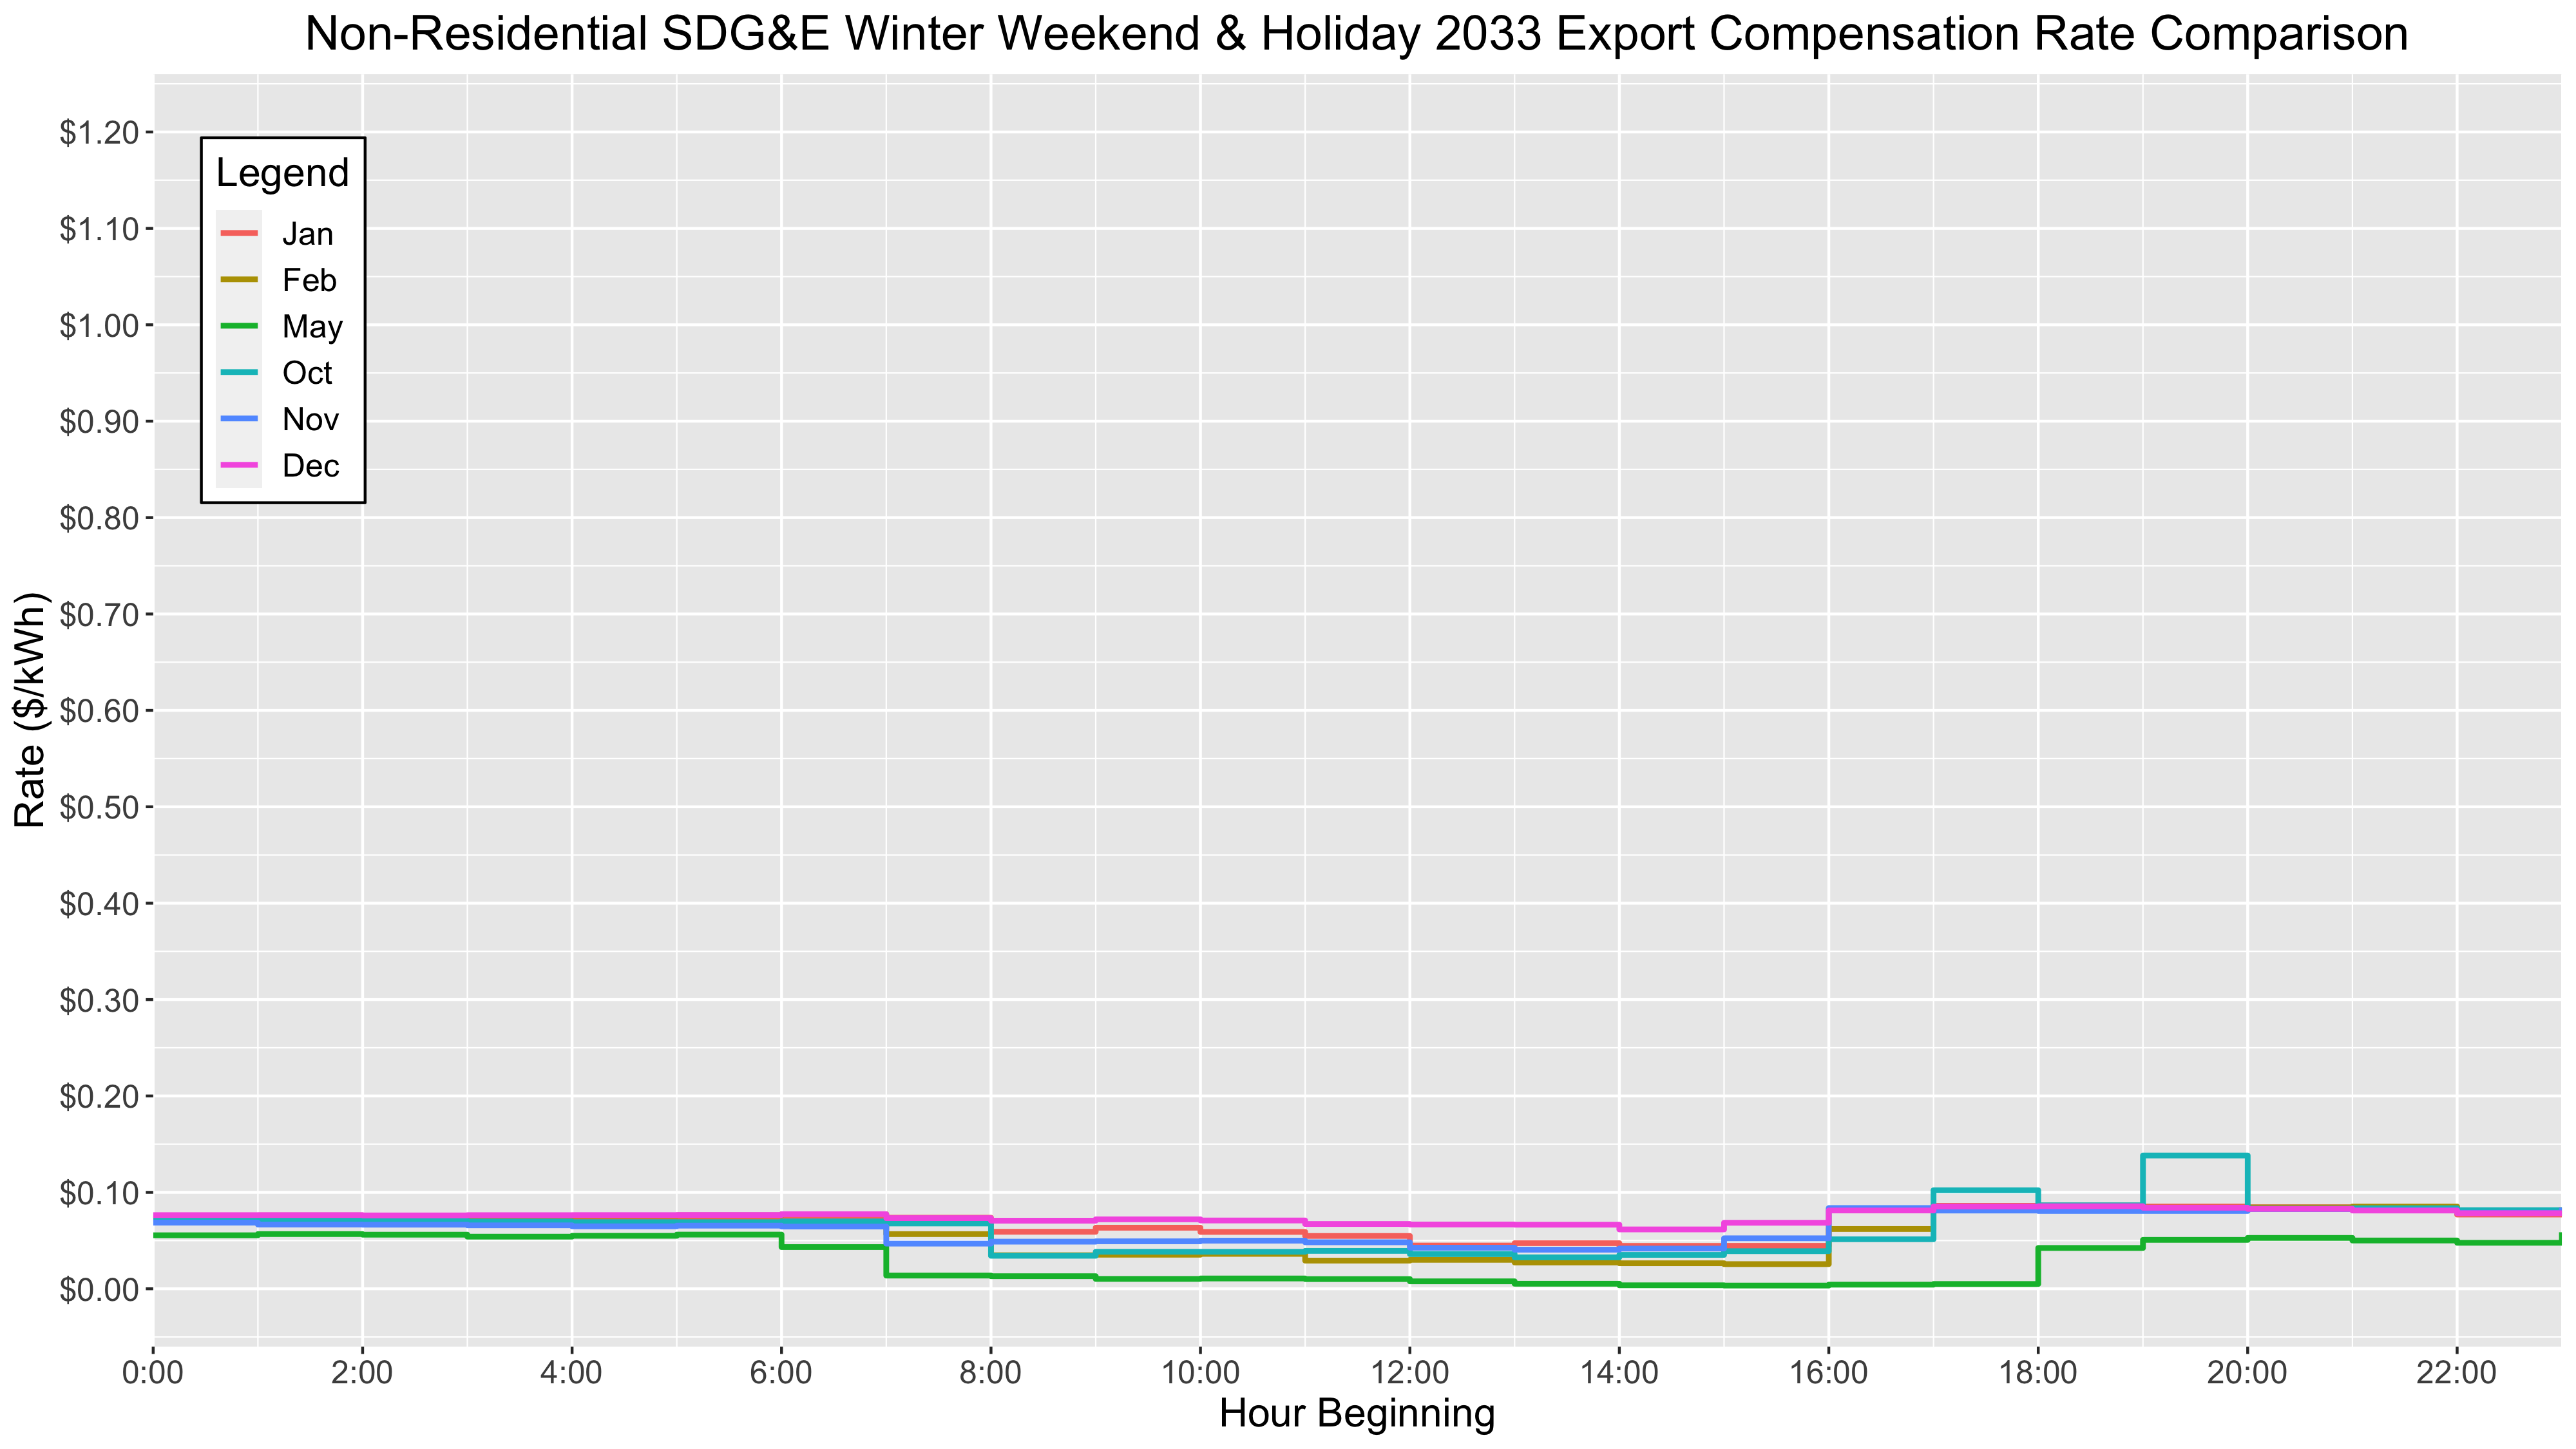 Non-Residential SDG&E Winter Weekend & Holiday 2033 Export Compensation Rate Comparison
Legend
Jan
Feb
May
Oct
Nov
Dec
Rate ($/kWh)
$1.20
$1.10
$1.00
$0.90
$0.80
$0.70
$0.60
$0.50
$0.40
$0.30
$0.20
$0.10
$0.00
0:00 2:00 4:00 6:00 8:00 10:00 12:00 14:00 16:00 18:00 20:00 22:00
Hour Beginning